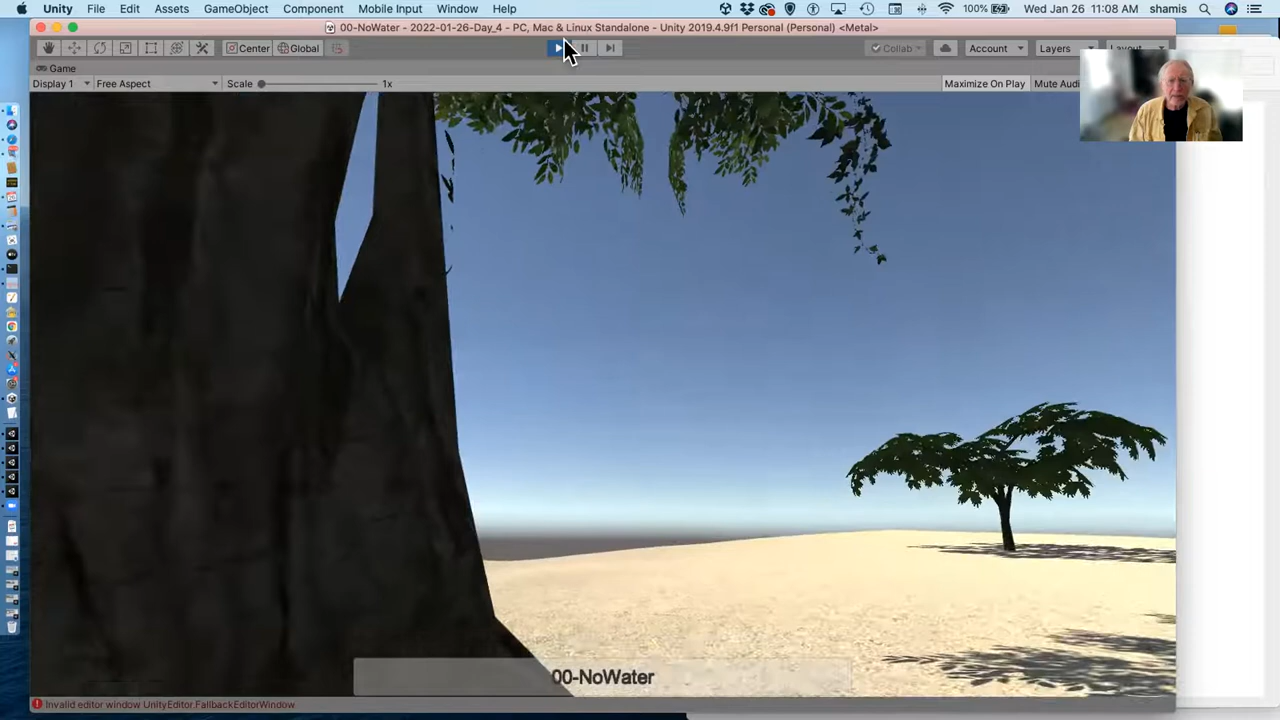 Unity File Edit Assets GameObject Component Mobile Input Window Help 100% Wed Jan 26 11:08 AM shamis
00-NoWater - 2022-01-26-Day_4 - PC, Mac & Linux Standalone - Unity 2019.4.9f1 Personal (Personal) <Metal>
Center Global Collab Account Layers Layout
Game
Display 1 Free Aspect Scale 1x Maximize On Play Mute Audio
00-NoWater
Invalid editor window UnityEditor.FallbackEditorWindow